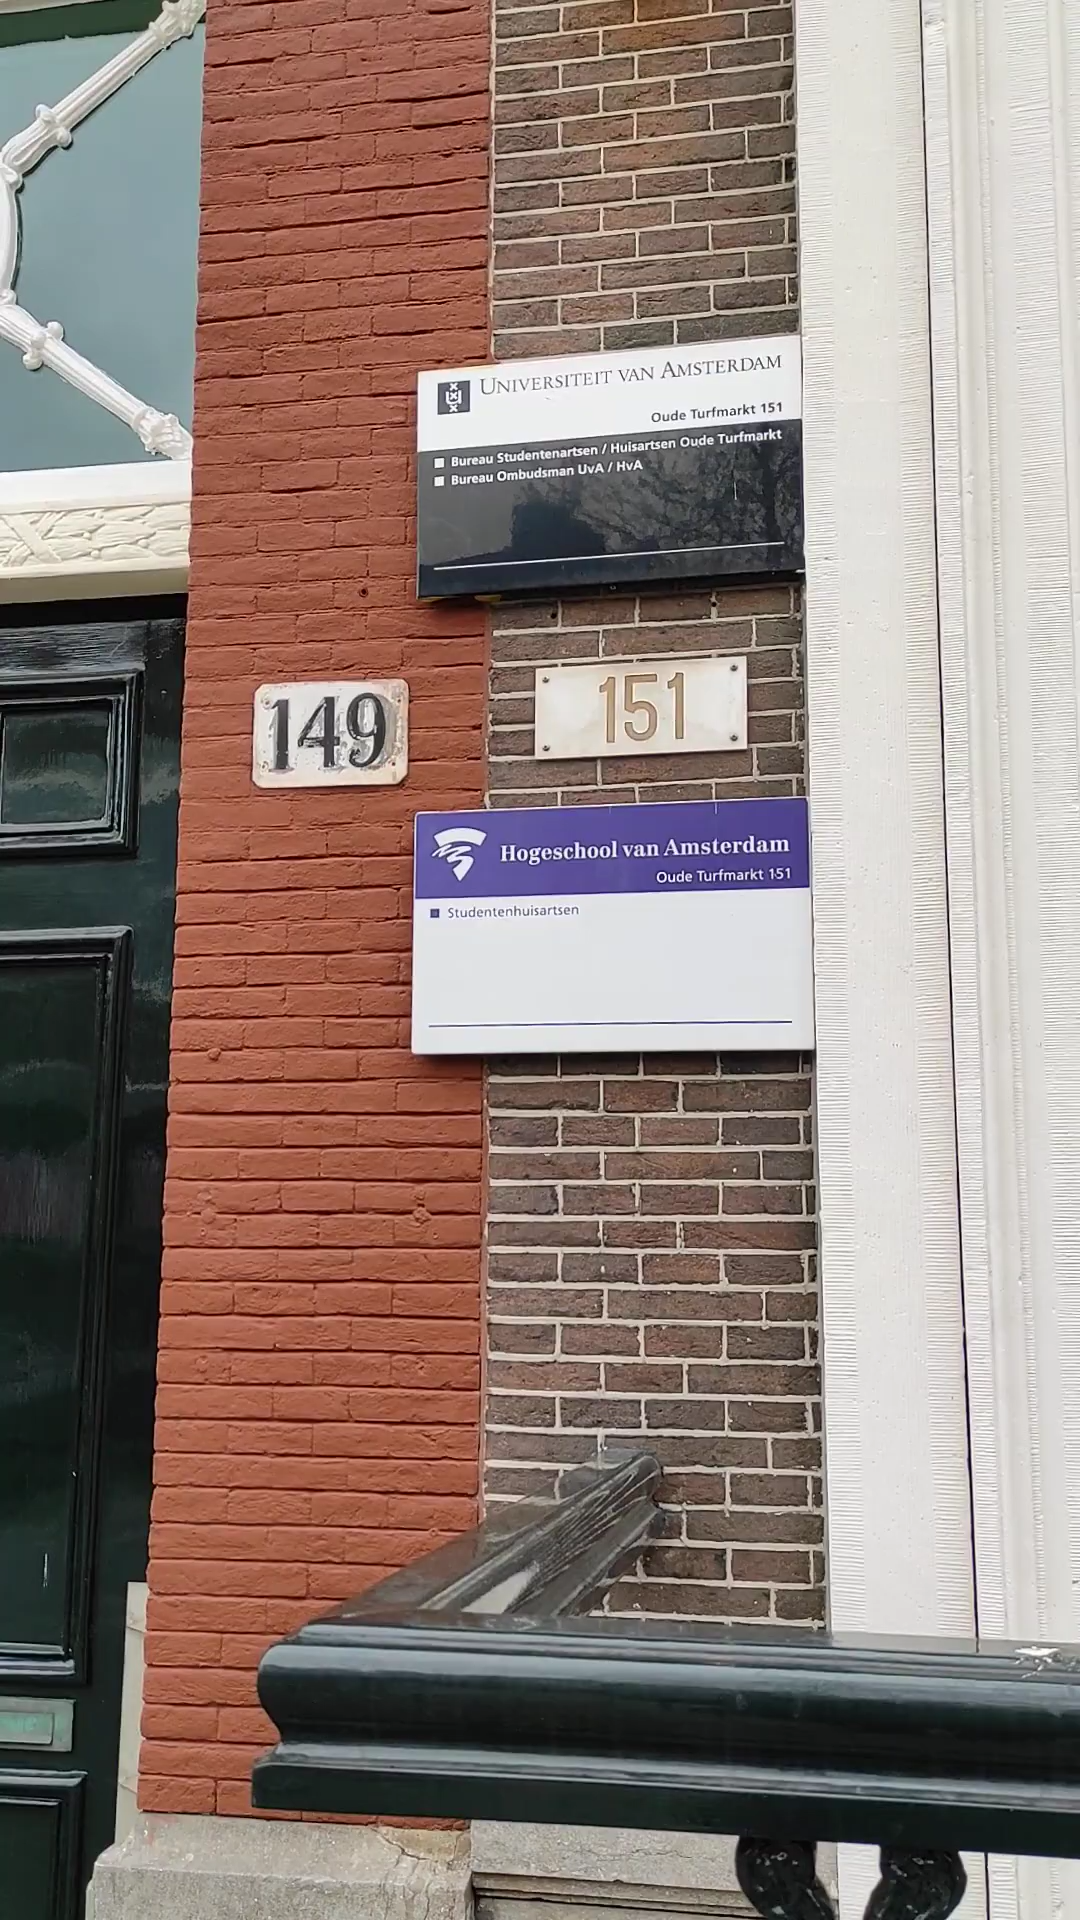 UNIVERSITEIT VAN AMSTERDAM
Oude Turfmarkt 151
Bureau Studentenartsen / Huisartsen Oude Turfmarkt
Bureau Ombudsman UvA / HvA
149
151
Hogeschool van Amsterdam
Oude Turfmarkt 151
Studentenhuisartsen